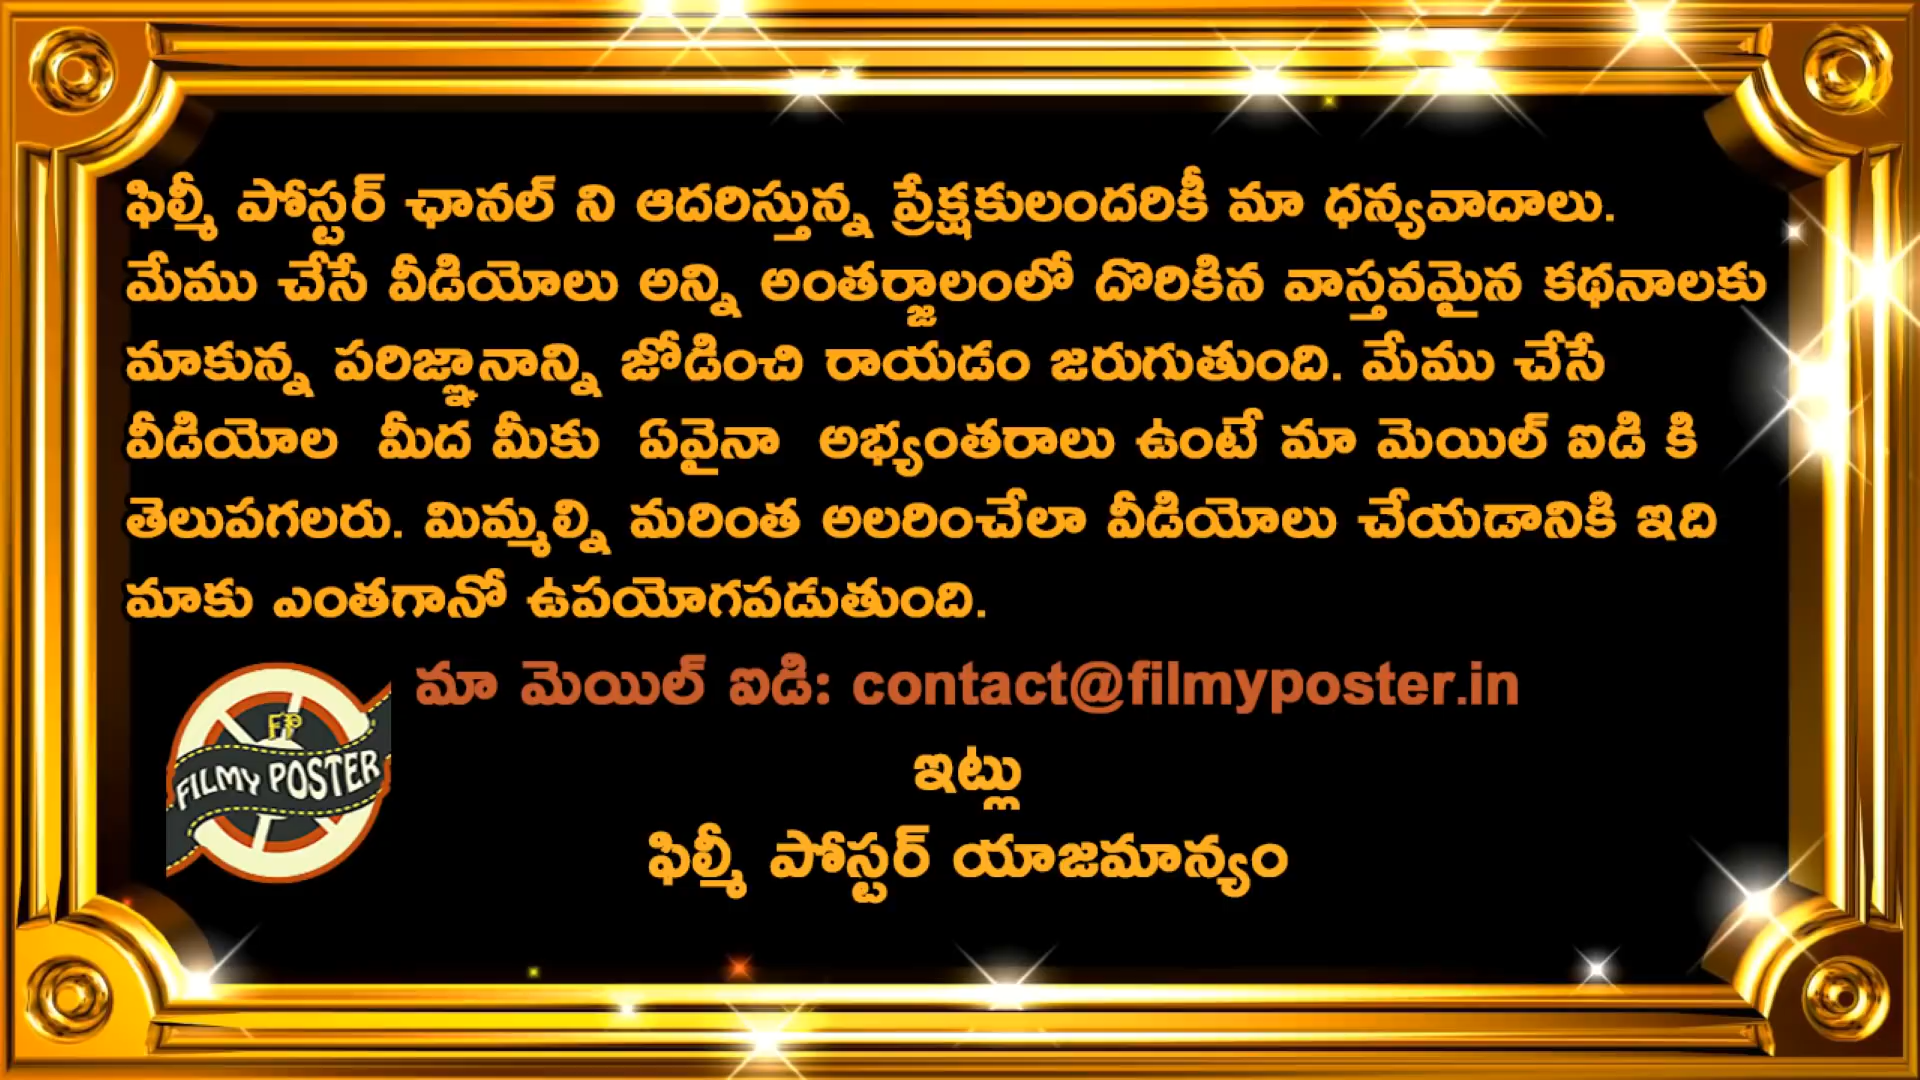 ఫిల్మీ పోస్టర్ ఛానల్ ని ఆదరిస్తున్న ప్రేక్షకులందరికీ మా ధన్యవాదాలు.
మేము చేసే వీడియోలు అన్ని అంతర్జాలంలో దొరికిన వాస్తవమైన కథనాలకు
మాకున్న పరిజ్ఞానాన్ని జోడించి రాయడం జరుగుతుంది. మేము చేసే
వీడియోల మీద మీకు ఏవైనా అభ్యంతరాలు ఉంటే మా మెయిల్ ఐడి కి
తెలుపగలరు. మిమ్మల్ని మరింత అలరించేలా వీడియోలు చేయడానికి ఇది
మాకు ఎంతగానో ఉపయోగపడుతుంది.
మా మెయిల్ ఐడి: contact@filmyposter.in
FP
FILMY POSTER
ఇట్లు
ఫిల్మీ పోస్టర్ యాజమాన్యం